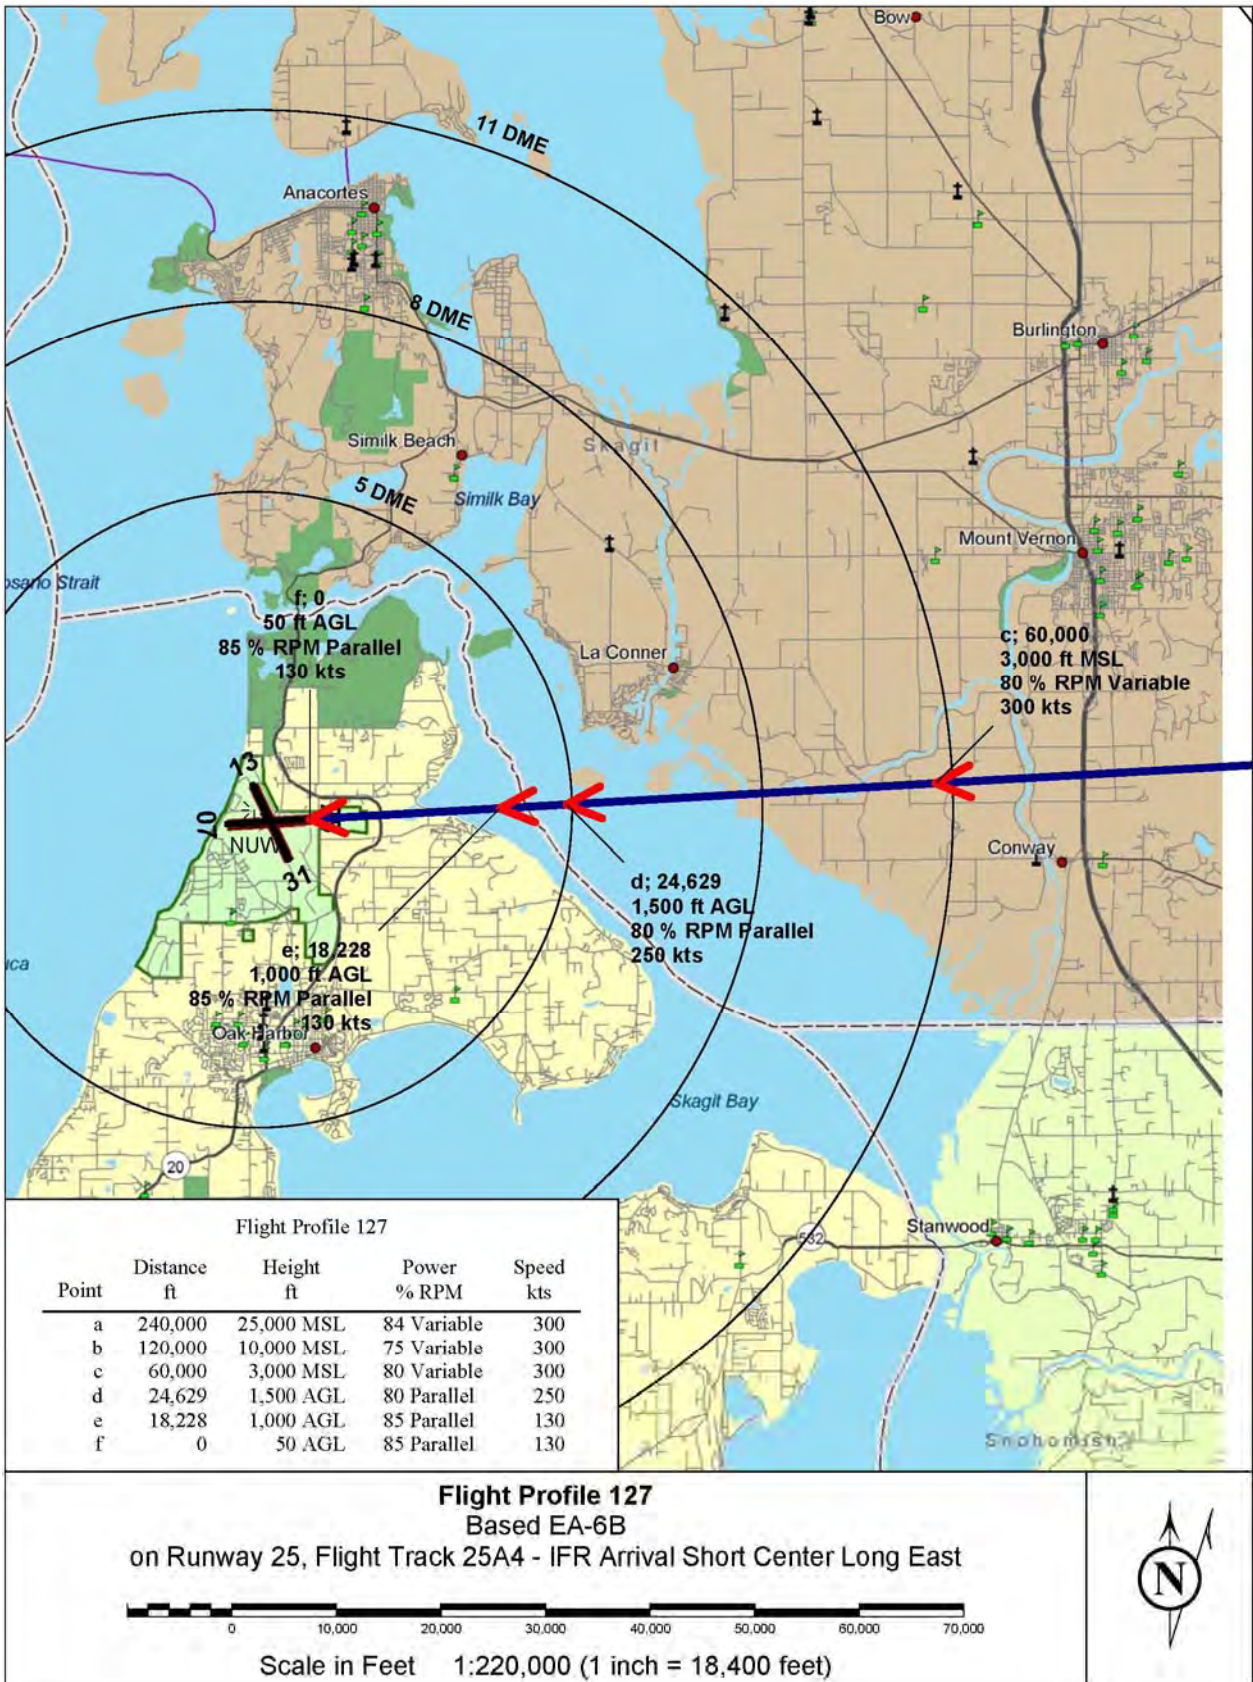 Bow
11 DME
Anacortes
8 DME
Burlington
Similk Beach
Skagit
5 DME
Similk Bay
Mount Vernon
osario Strait
f; 0
50 ft AGL
85 % RPM Parallel
130 kts
La Conner
c; 60,000
3,000 ft MSL
80 % RPM Variable
300 kts
13
07
NUW
31
Conway
d; 24,629
1,500 ft AGL
80 % RPM Parallel
250 kts
e; 18,228
1,000 ft AGL
85 % RPM Parallel
130 kts
uca
Oak Harbor
Skagit Bay
20
532
Stanwood
Snohomish
Flight Profile 127
Point Distance ft Height ft Power % RPM Speed kts
a 240,000 25,000 MSL 84 Variable 300
b 120,000 10,000 MSL 75 Variable 300
c 60,000 3,000 MSL 80 Variable 300
d 24,629 1,500 AGL 80 Parallel 250
e 18,228 1,000 AGL 85 Parallel 130
f 0 50 AGL 85 Parallel 130
Flight Profile 127
Based EA-6B
on Runway 25, Flight Track 25A4 - IFR Arrival Short Center Long East
0 10,000 20,000 30,000 40,000 50,000 60,000 70,000
Scale in Feet 1:220,000 (1 inch = 18,400 feet)
N